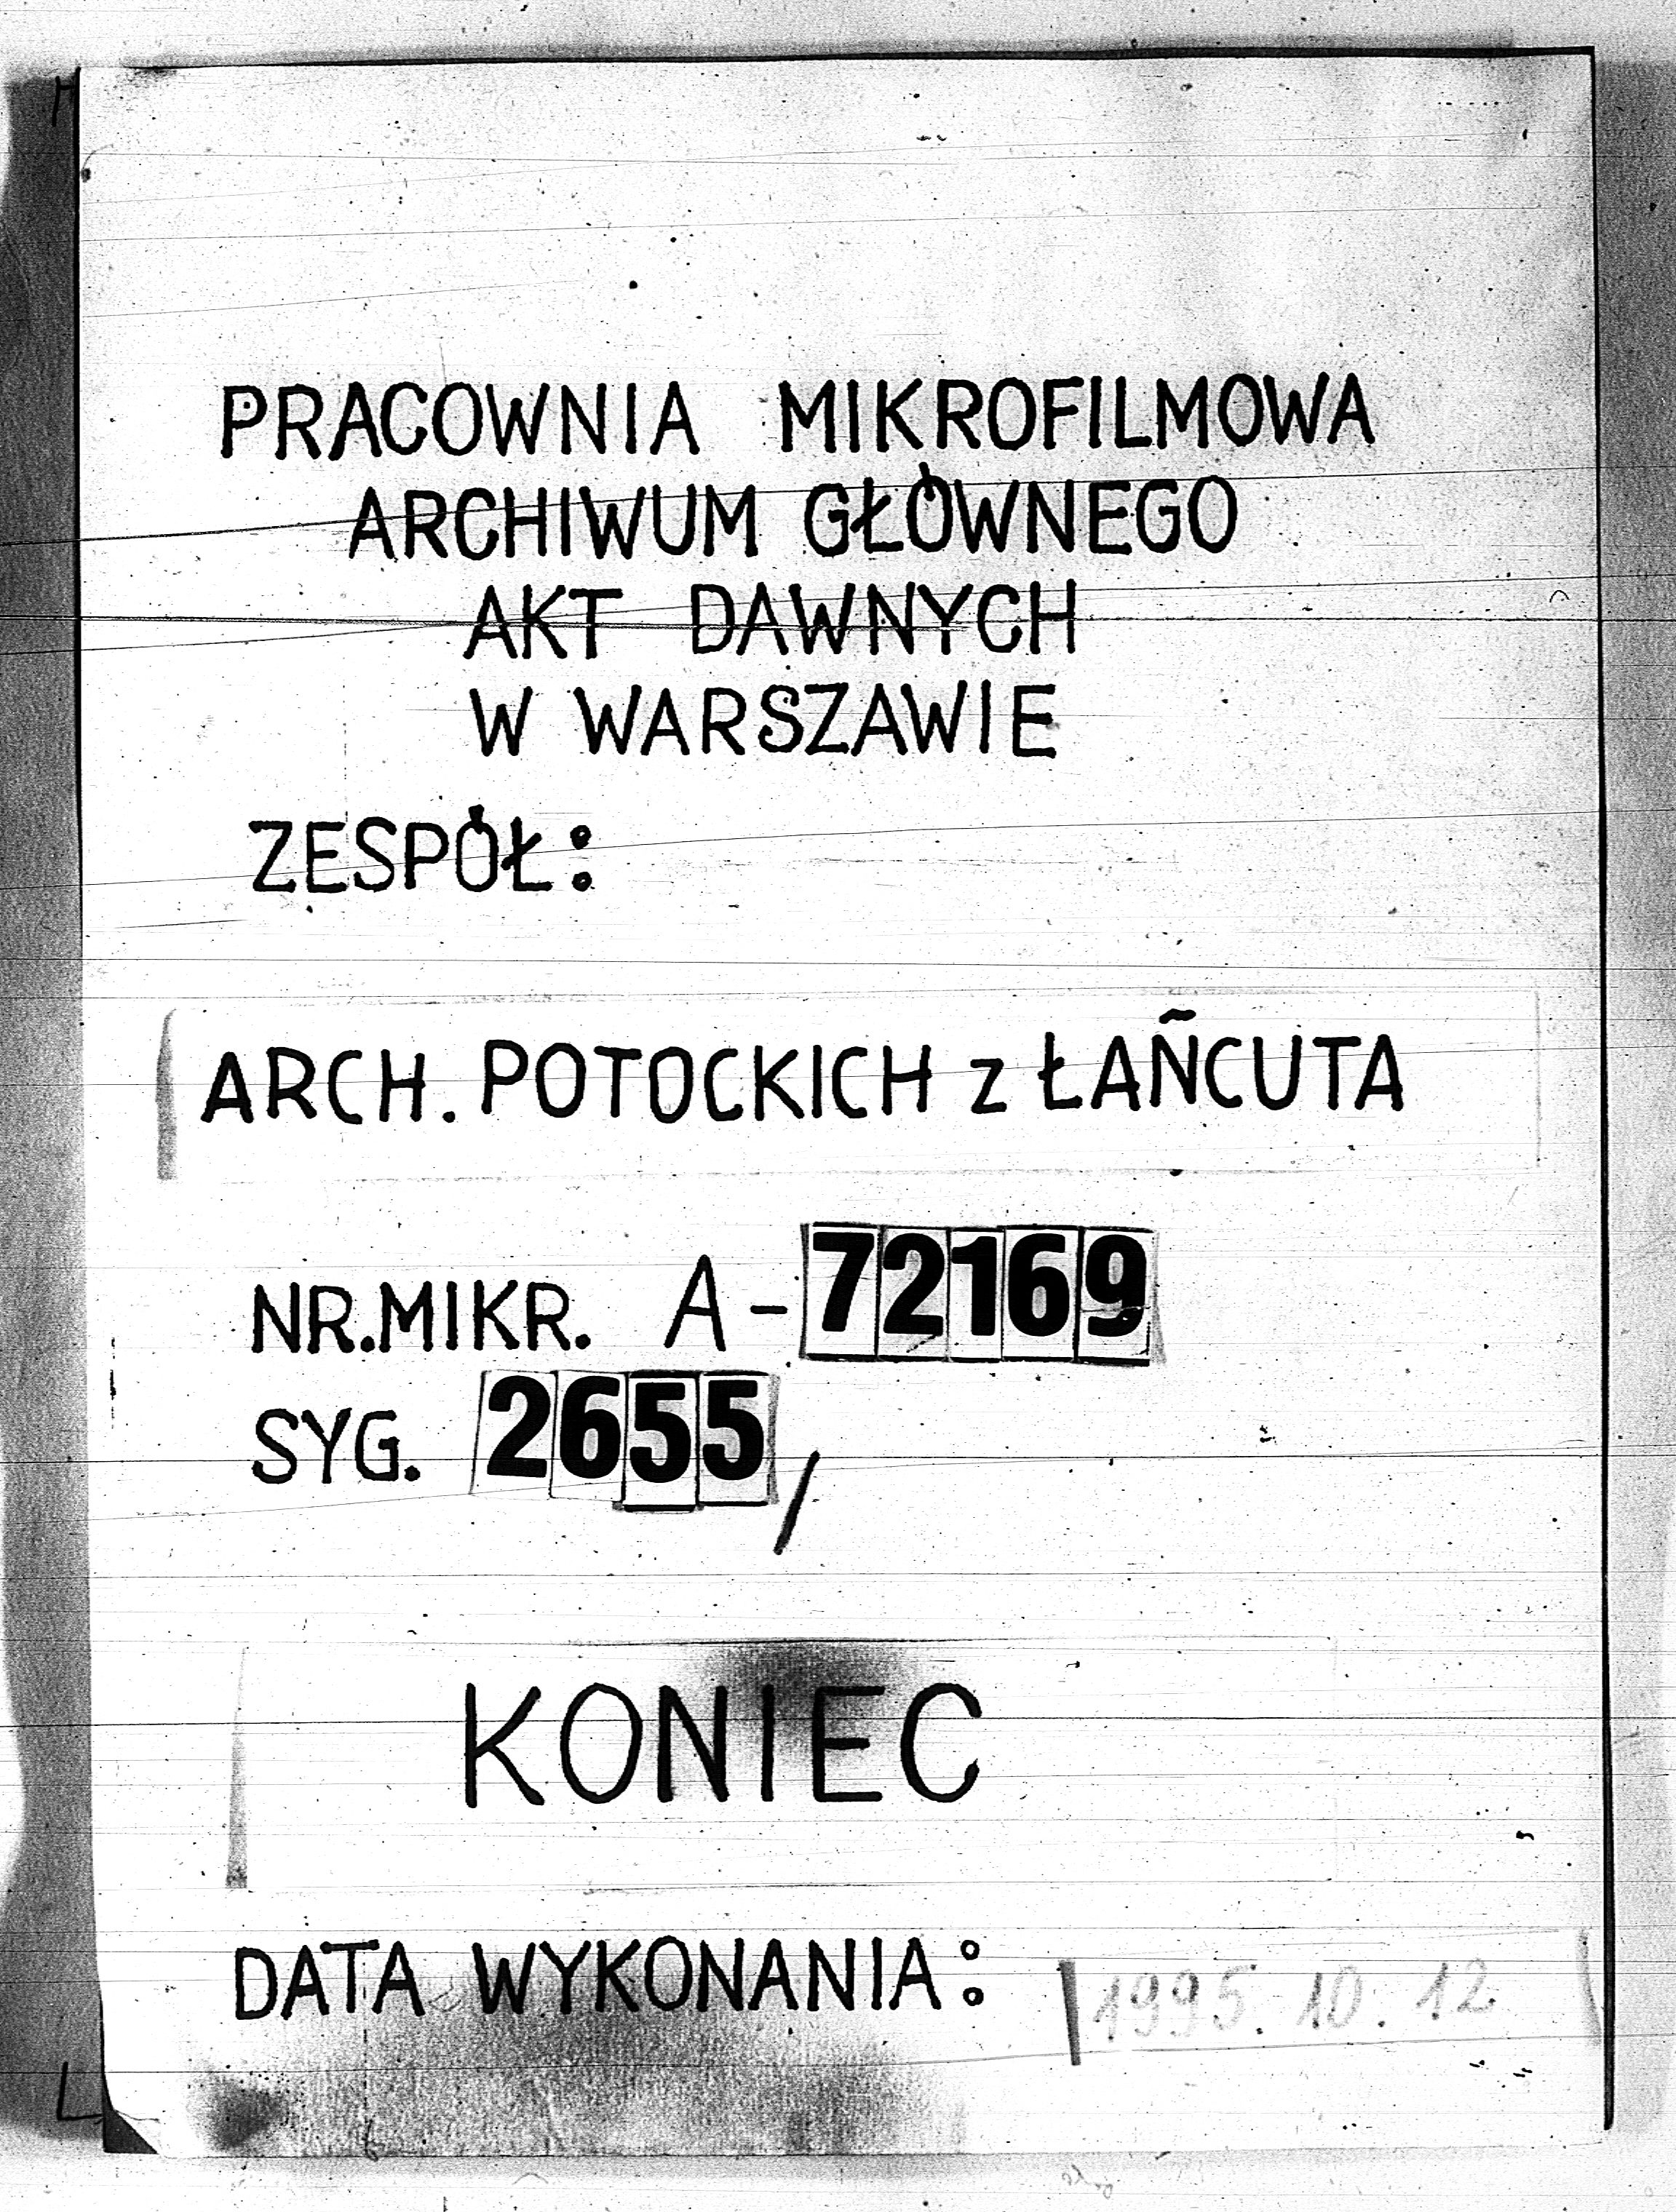 PRACOWNIA MIKROFILMOWA
ARCHIWUM GŁÓWNEGO
AKT DAWNYCH
W WARSZAWIE
ZESPÓŁ:
ARCH. POTOCKICH z ŁAŃCUTA
NR. MIKR. A-72169
SYG. 2655/
KONIEC
DATA WYKONANIA: 1995. 10. 12